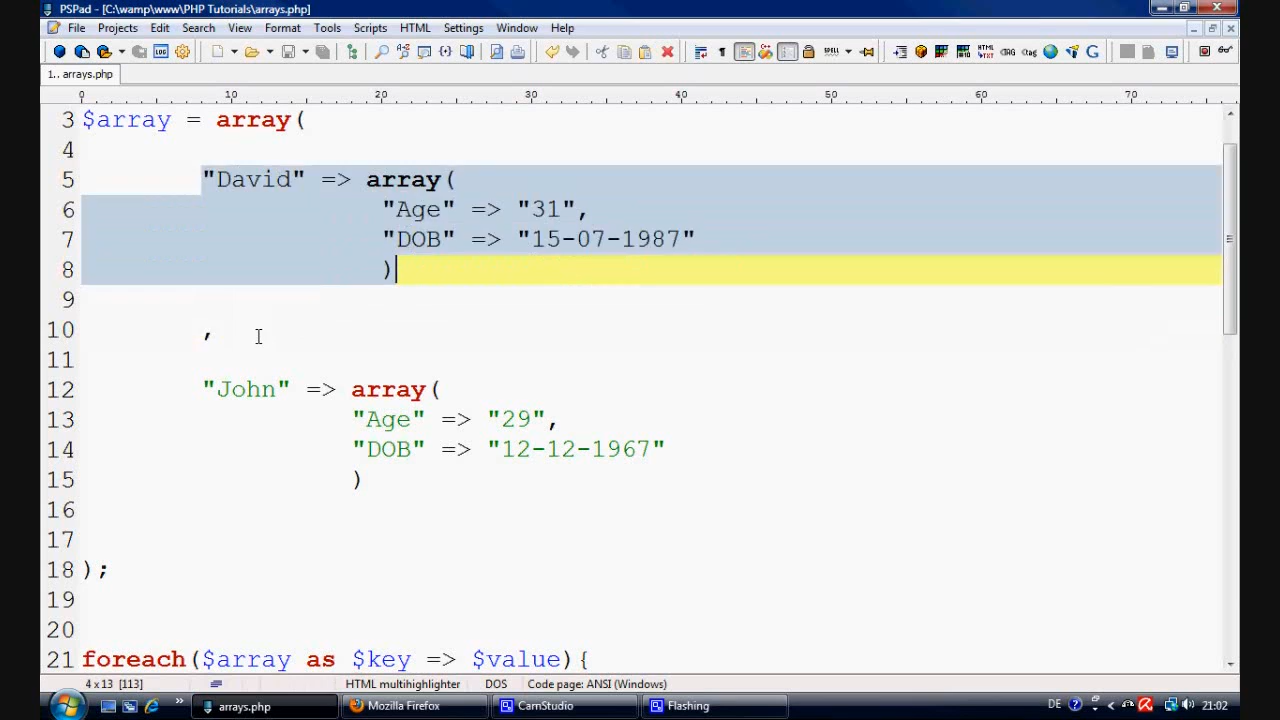 PSPad - [C:\wamp\www\PHP Tutorials\arrays.php]
File Projects Edit Search View Format Tools Scripts HTML Settings Window Help
1.. arrays.php
0 10 20 30 40 50 60 70
3 $array = array(
4
5 "David" => array(
6 "Age" => "31",
7 "DOB" => "15-07-1987"
8 )
9
10 ,
11
12 "John" => array(
13 "Age" => "29",
14 "DOB" => "12-12-1967"
15 )
16
17
18 );
19
20
21 foreach($array as $key => $value){
4 x 13 [113] HTML multihighlighter DOS Code page: ANSI (Windows)
arrays.php Mozilla Firefox CamStudio Flashing DE 21:02